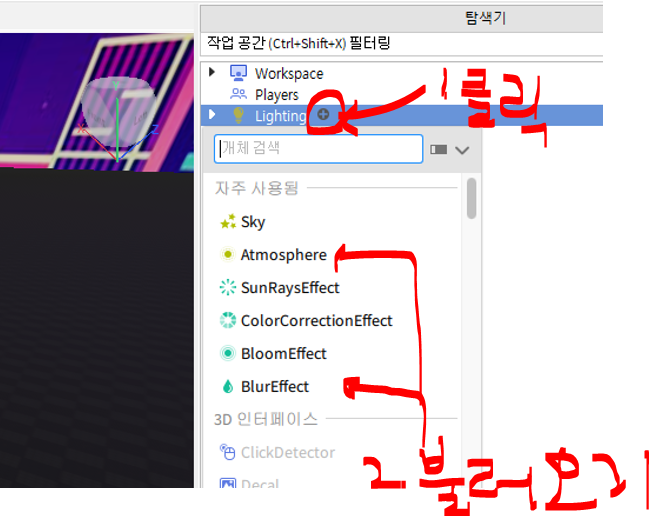 탐색기
작업 공간 (Ctrl+Shift+X) 필터링
Workspace
Players
Lighting
1 클릭
개체 검색
자주 사용됨
Sky
Atmosphere
SunRaysEffect
ColorCorrectionEffect
BloomEffect
BlurEffect
3D 인터페이스
ClickDetector
2. 불러오기
Decal
Y
X
Z